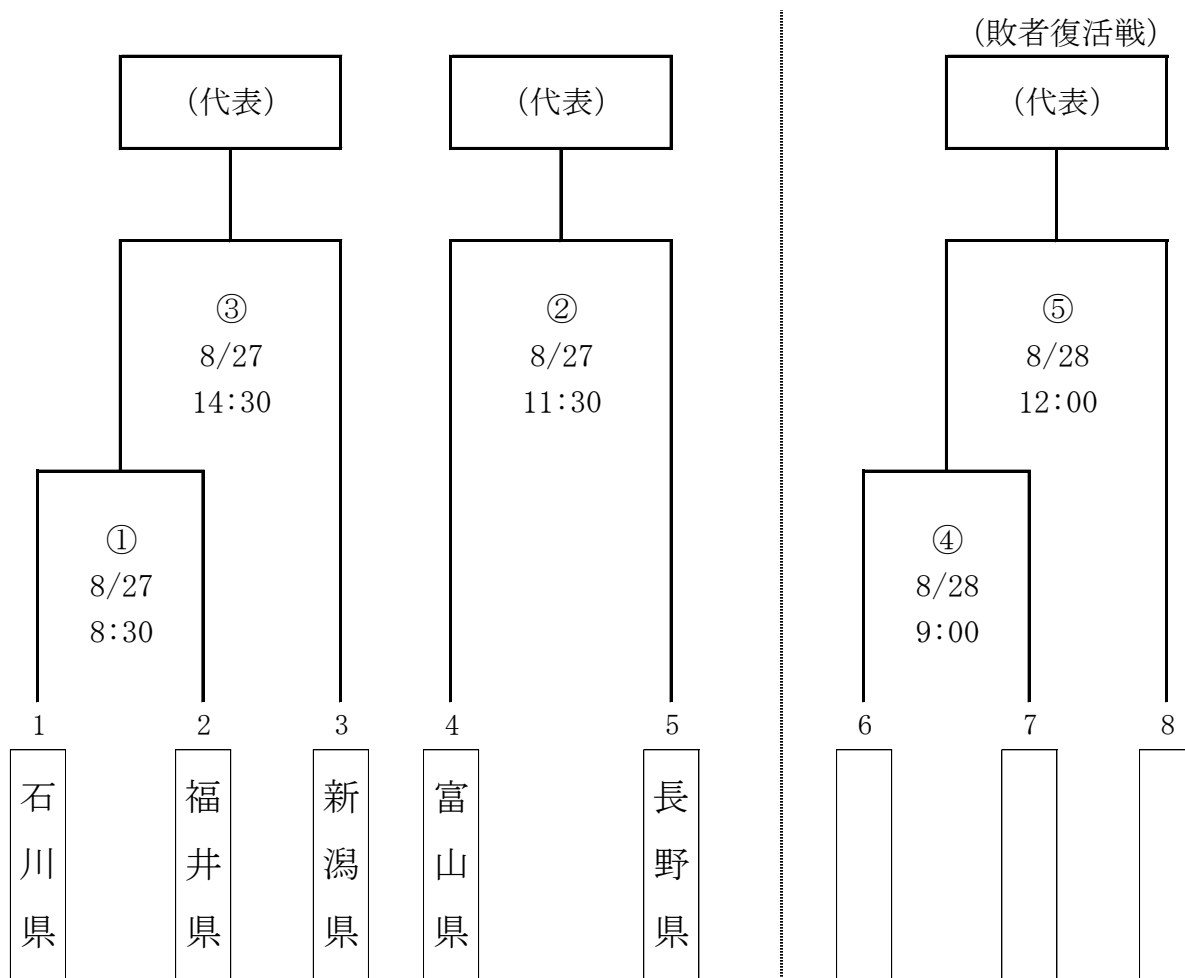 (敗者復活戦)
(代表)
(代表)
(代表)
③
8/27
14:30
②
8/27
11:30
⑤
8/28
12:00
①
8/27
8:30
④
8/28
9:00
1
2
3
4
5
6
7
8
石川県
福井県
新潟県
富山県
長野県